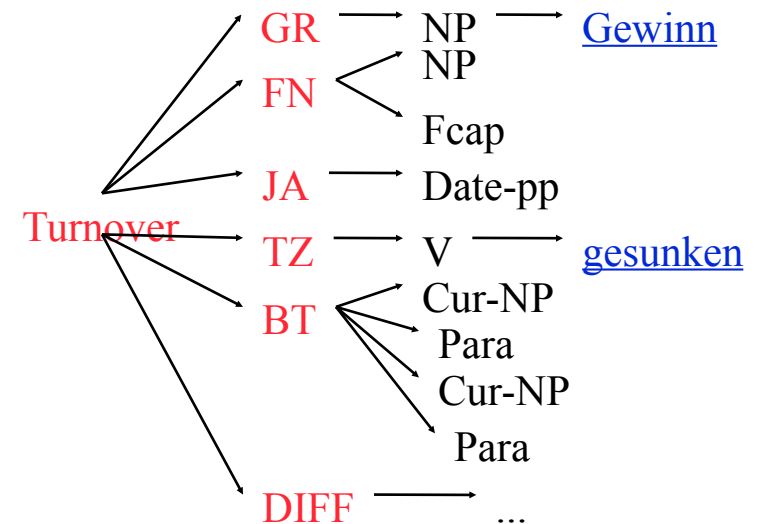 GR NP Gewinn
NP
FN
Fcap
JA Date-pp
Turnover
TZ V gesunken
Cur-NP
BT
Para
Cur-NP
Para
DIFF ...